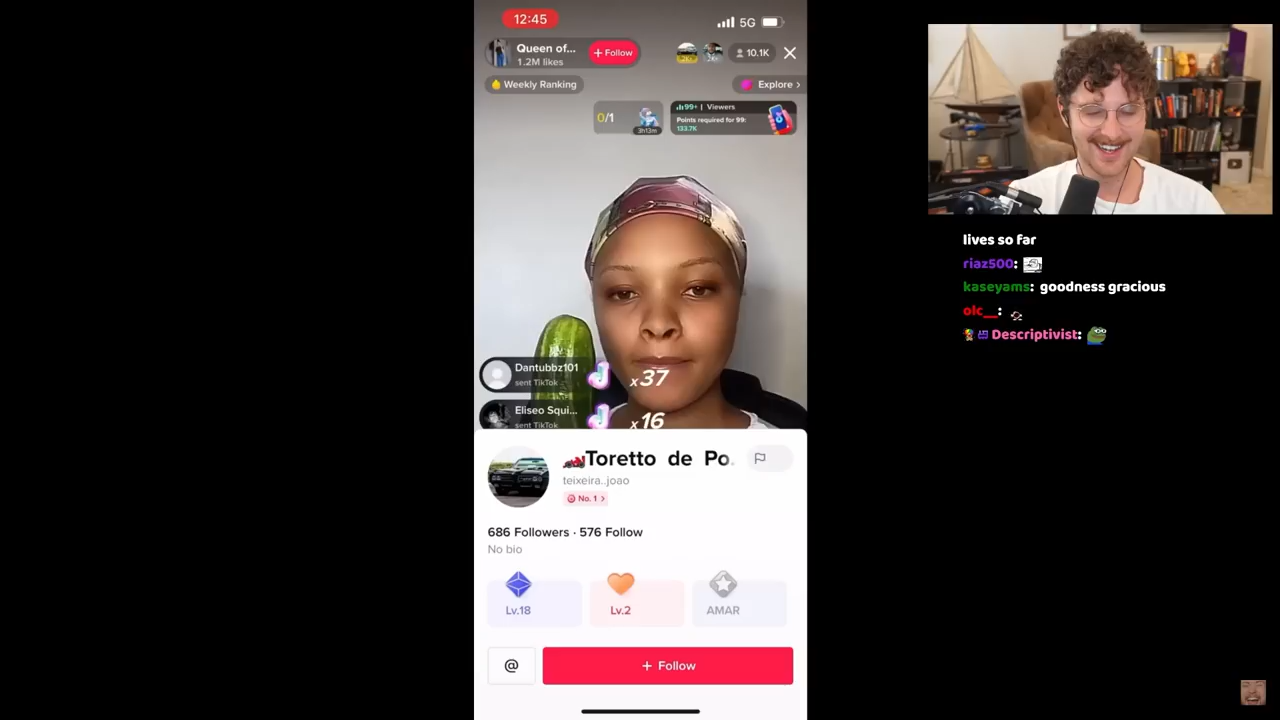 12:45
5G
Queen of...
1.2M likes
+ Follow
10.1K
Weekly Ranking
Explore >
0/1
3h13m
99+ | Viewers
Points required for 99:
133.7K
Dantubbz101
sent TikTok
x37
Eliseo Squi...
sent TikTok
x16
Toretto de Po.
teixeira..joao
No. 1 >
686 Followers · 576 Follow
No bio
Lv.18
Lv.2
AMAR
@
+ Follow
lives so far
riaz500:
kaseyams: goodness gracious
olc__:
Descriptivist: